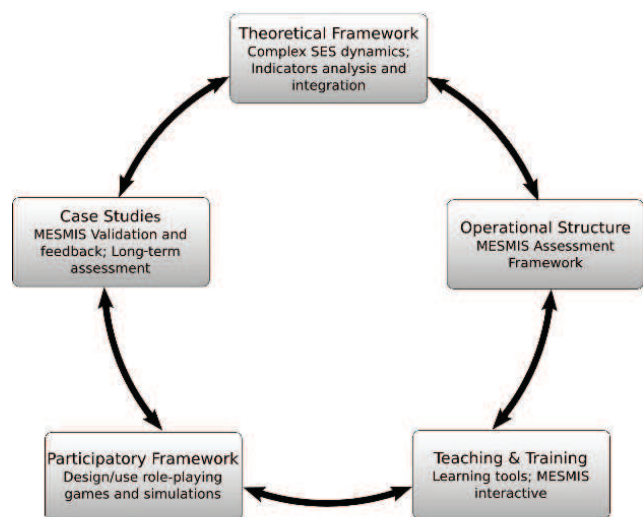 Theoretical Framework
Complex SES dynamics;
Indicators analysis and
integration
Case Studies
MESMIS Validation and
feedback; Long-term
assessment
Operational Structure
MESMIS Assessment
Framework
Participatory Framework
Design/use role-playing
games and simulations
Teaching & Training
Learning tools; MESMIS
interactive